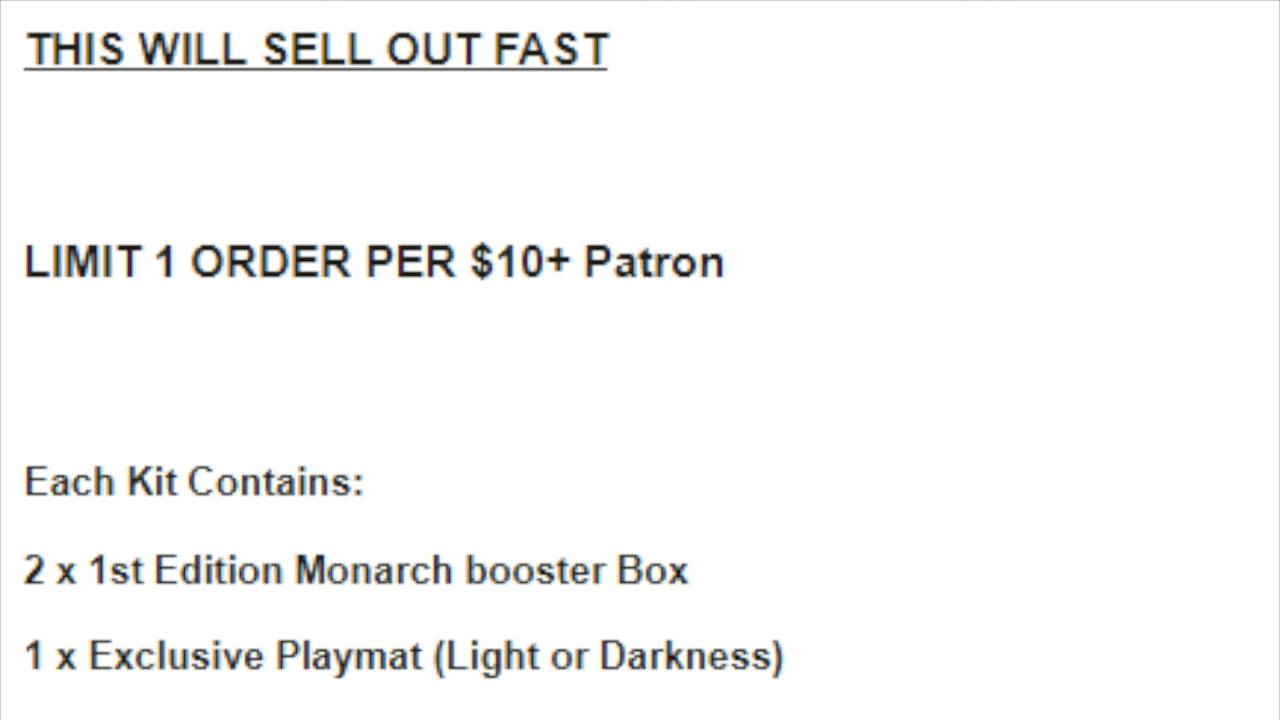 THIS WILL SELL OUT FAST
LIMIT 1 ORDER PER $10+ Patron
Each Kit Contains:
2 x 1st Edition Monarch booster Box
1 x Exclusive Playmat (Light or Darkness)